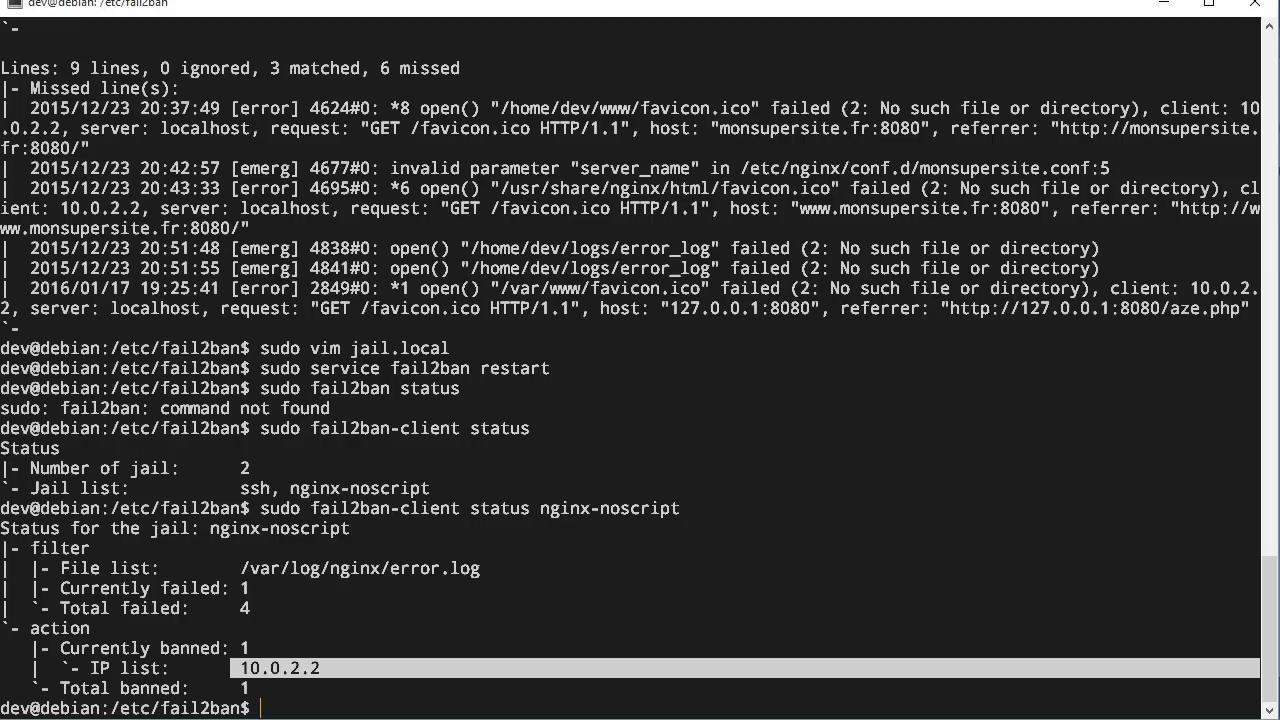 dev@debian: /etc/fail2ban
`-
Lines: 9 lines, 0 ignored, 3 matched, 6 missed
|- Missed line(s):
|  2015/12/23 20:37:49 [error] 4624#0: *8 open() "/home/dev/www/favicon.ico" failed (2: No such file or directory), client: 10
.0.2.2, server: localhost, request: "GET /favicon.ico HTTP/1.1", host: "monsupersite.fr:8080", referrer: "http://monsupersite.
fr:8080/"
|  2015/12/23 20:42:57 [emerg] 4677#0: invalid parameter "server_name" in /etc/nginx/conf.d/monsupersite.conf:5
|  2015/12/23 20:43:33 [error] 4695#0: *6 open() "/usr/share/nginx/html/favicon.ico" failed (2: No such file or directory), cl
ient: 10.0.2.2, server: localhost, request: "GET /favicon.ico HTTP/1.1", host: "www.monsupersite.fr:8080", referrer: "http://w
ww.monsupersite.fr:8080/"
|  2015/12/23 20:51:48 [emerg] 4838#0: open() "/home/dev/logs/error_log" failed (2: No such file or directory)
|  2015/12/23 20:51:55 [emerg] 4841#0: open() "/home/dev/logs/error_log" failed (2: No such file or directory)
|  2016/01/17 19:25:41 [error] 2849#0: *1 open() "/var/www/favicon.ico" failed (2: No such file or directory), client: 10.0.2.
2, server: localhost, request: "GET /favicon.ico HTTP/1.1", host: "127.0.0.1:8080", referrer: "http://127.0.0.1:8080/aze.php"
`-
dev@debian:/etc/fail2ban$ sudo vim jail.local
dev@debian:/etc/fail2ban$ sudo service fail2ban restart
dev@debian:/etc/fail2ban$ sudo fail2ban status
sudo: fail2ban: command not found
dev@debian:/etc/fail2ban$ sudo fail2ban-client status
Status
|- Number of jail:      2
`- Jail list:           ssh, nginx-noscript
dev@debian:/etc/fail2ban$ sudo fail2ban-client status nginx-noscript
Status for the jail: nginx-noscript
|- filter
|  |- File list:        /var/log/nginx/error.log
|  |- Currently failed: 1
|  `- Total failed:     4
`- action
   |- Currently banned: 1
   |  `- IP list:       10.0.2.2
   `- Total banned:     1
dev@debian:/etc/fail2ban$